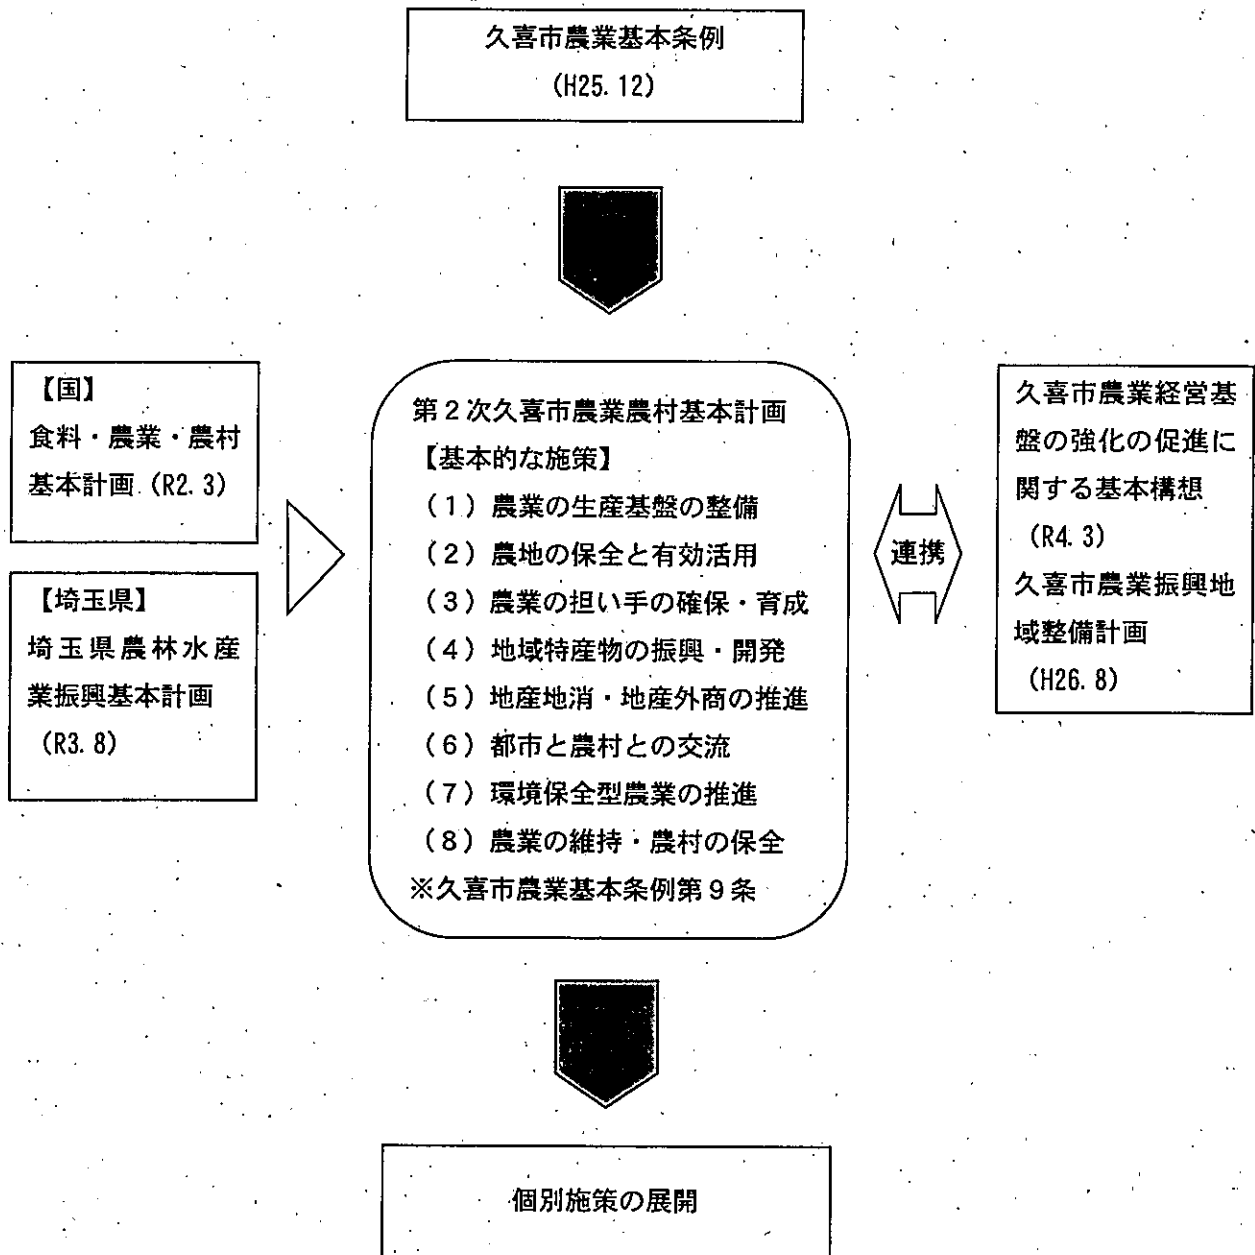 久喜市農業基本条例
(H25.12)
【国】
食料・農業・農村
基本計画 (R2.3)
【埼玉県】
埼玉県農林水産
業振興基本計画
(R3.8)
第2次久喜市農業農村基本計画
【基本的な施策】
(1)農業の生産基盤の整備
(2)農地の保全と有効活用
(3)農業の担い手の確保・育成
(4)地域特産物の振興・開発
(5)地産地消・地産外商の推進
(6)都市と農村との交流
(7)環境保全型農業の推進
(8)農業の維持・農村の保全
※久喜市農業基本条例第9条
連携
久喜市農業経営基
盤の強化の促進に
関する基本構想
(R4.3)
久喜市農業振興地
域整備計画
(H26.8)
個別施策の展開